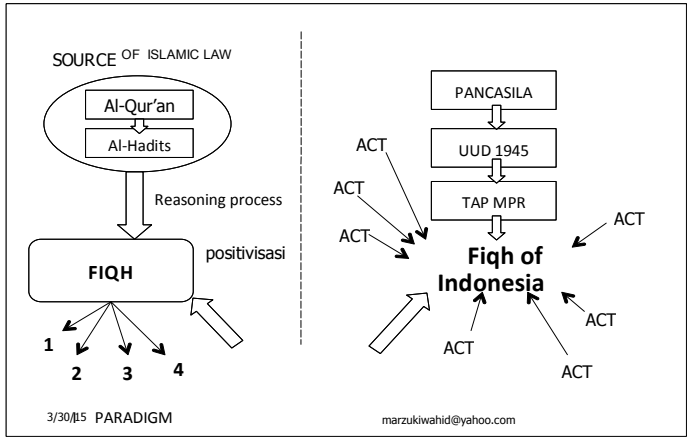 SOURCE OF ISLAMIC LAW
Al-Qur'an
Al-Hadits
Reasoning process
positivisasi
FIQH
1
2
3
4
3/30/15 PARADIGM
PANCASILA
UUD 1945
TAP MPR
ACT
ACT
ACT
ACT
Fiqh of
Indonesia
ACT
ACT
ACT
marzukiwahid@yahoo.com